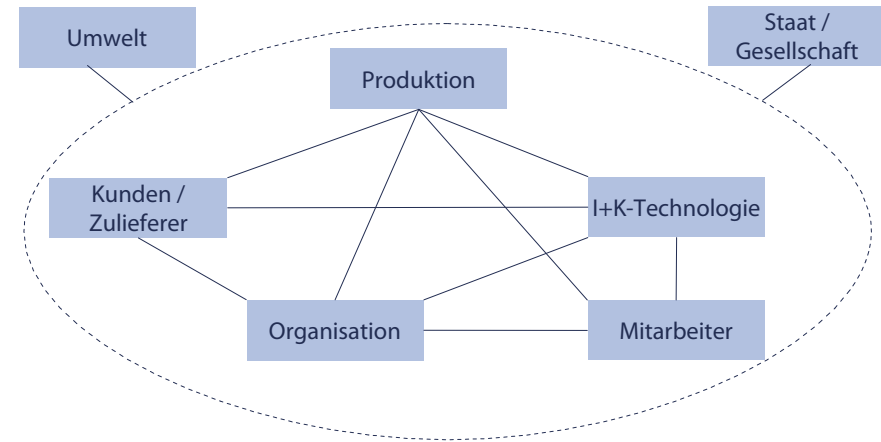 Umwelt
Staat /
Gesellschaft
Produktion
Kunden /
Zulieferer
I+K-Technologie
Organisation
Mitarbeiter